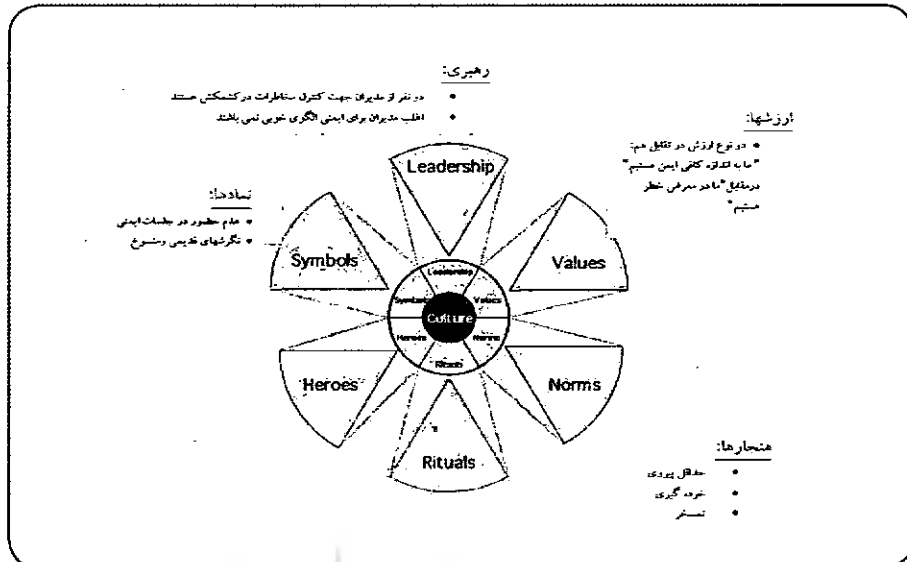 رهبری:
• دو نفر از مدیران جهت کنترل مخاطرات در کشمکش هستند
• اغلب مدیران برای ایمنی الگوی خوبی نمی باشند
ارزشها:
• دو نوع ارزش در تقابل هم:
"ما به اندازه کافی ایمن هستیم"
درمقابل "ما در معرض خطر
هستیم"
نمادها:
• عدم حضور در جلسات ایمنی
• نگرشهای قدیمی ومنسوخ
Leadership
Symbols
Values
Leadership
Symbols
Values
Culture
Heroes
Norms
Rituals
Heroes
Norms
Rituals
هنجارها:
• حداقل پیروی
• خرده گیری
• تمسخر